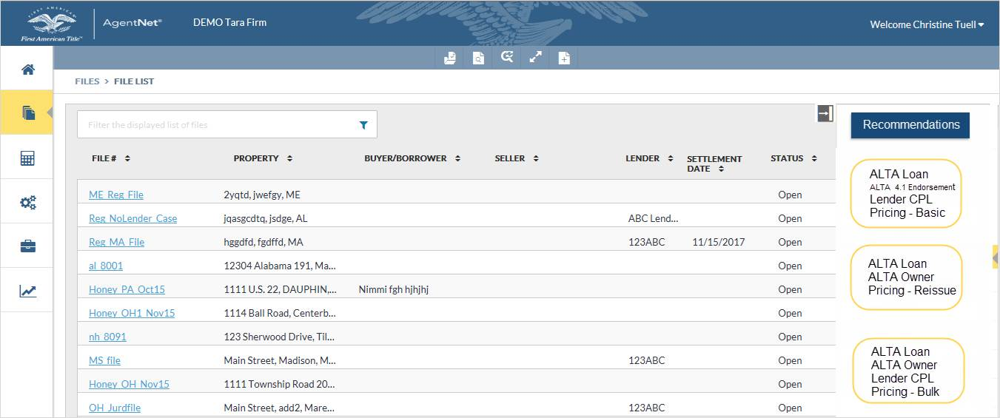 FIRST AMERICAN
First American Title™
AgentNet®
DEMO Tara Firm
Welcome Christine Tuell
FILES > FILE LIST
Filter the displayed list of files
Recommendations
FILE # PROPERTY BUYER/BORROWER SELLER LENDER SETTLEMENT DATE STATUS
ME_Reg_File 2yqtd, jwefgy, ME Open
Reg_NoLender_Case jqasgcdtq, jsdge, AL ABC Lend... Open
Reg_MA_File hggdfd, fgdffd, MA 123ABC 11/15/2017 Open
al_8001 12304 Alabama 191, Ma... Open
Honey_PA_Oct15 1111 U.S. 22, DAUPHIN,... Nimmi fgh hjhjhj Open
Honey_OH1_Nov15 1114 Ball Road, Centerb... Open
nh_8091 123 Sherwood Drive, Til... Open
MS_file Main Street, Madison, M... 123ABC Open
Honey_OH_Nov15 1111 Township Road 20... Open
OH_Jurdfile Main Street, add2, Mare... 123ABC Open
ALTA Loan
ALTA 4.1 Endorsement
Lender CPL
Pricing - Basic
ALTA Loan
ALTA Owner
Pricing - Reissue
ALTA Loan
ALTA Owner
Lender CPL
Pricing - Bulk